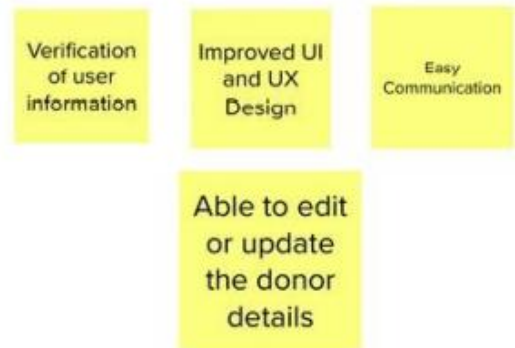 Verification
of user
information
Improved UI
and UX
Design
Easy
Communication
Able to edit
or update
the donor
details